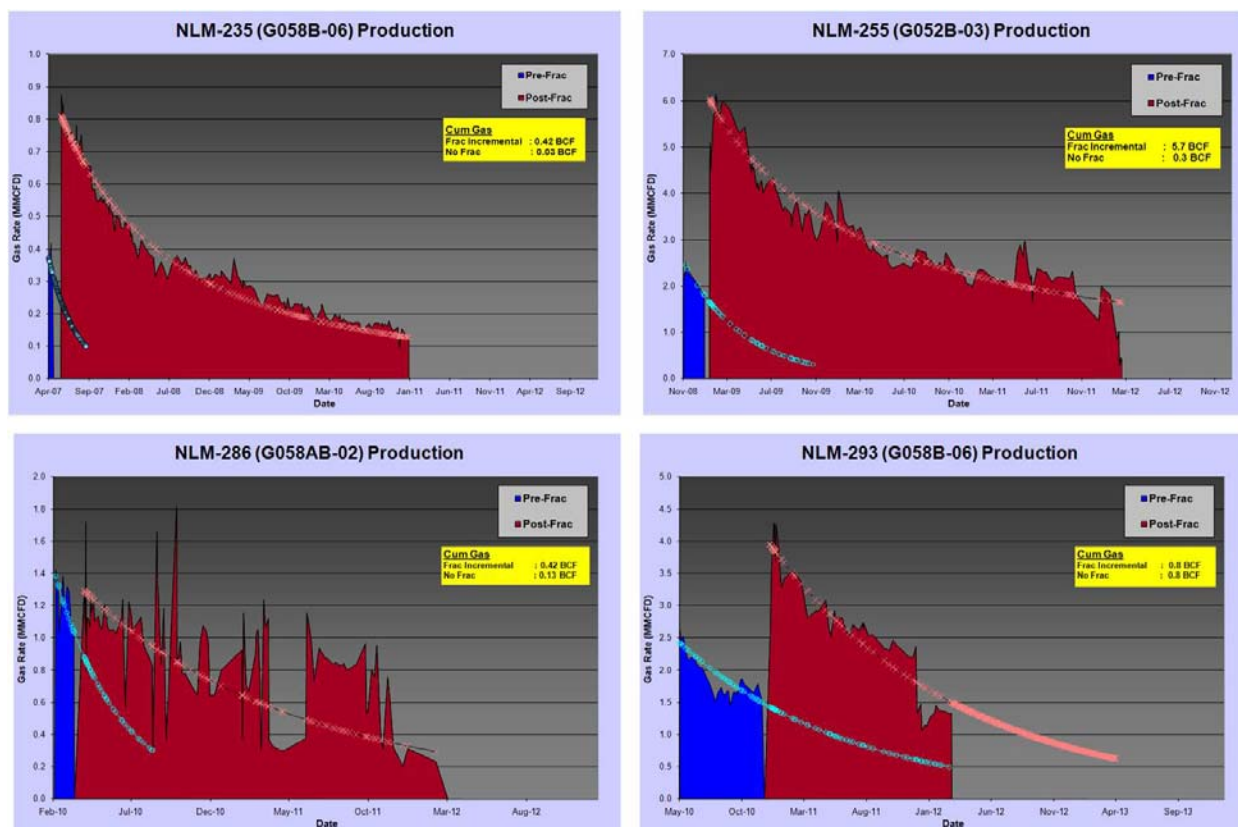 NLM-235 (G058B-06) Production
1.0
0.9
0.8
0.7
0.6
0.5
0.4
0.3
0.2
0.1
0.0
Gas Rate (MMCFD)
Pre-Frac
Post-Frac
Cum Gas
Frac Incremental : 0.42 BCF
No Frac : 0.03 BCF
Apr-07 Sep-07 Feb-08 Jul-08 Dec-08 May-09 Oct-09 Mar-10 Aug-10 Jan-11 Jun-11 Nov-11 Apr-12 Sep-12
Date
NLM-255 (G052B-03) Production
7.0
6.0
5.0
4.0
3.0
2.0
1.0
0.0
Gas Rate (MMCFD)
Pre-Frac
Post-Frac
Cum Gas
Frac Incremental : 5.7 BCF
No Frac : 0.3 BCF
Nov-08 Mar-09 Jul-09 Nov-09 Mar-10 Jul-10 Nov-10 Mar-11 Jul-11 Nov-11 Mar-12 Jul-12 Nov-12
Date
NLM-286 (G058AB-02) Production
2.0
1.8
1.6
1.4
1.2
1.0
0.8
0.6
0.4
0.2
0.0
Gas Rate (MMCFD)
Pre-Frac
Post-Frac
Cum Gas
Frac Incremental : 0.42 BCF
No Frac : 0.13 BCF
Feb-10 Jul-10 Dec-10 May-11 Oct-11 Mar-12 Aug-12
Date
NLM-293 (G058B-06) Production
5.0
4.5
4.0
3.5
3.0
2.5
2.0
1.5
1.0
0.5
0.0
Gas Rate (MMCFD)
Pre-Frac
Post-Frac
Cum Gas
Frac Incremental : 0.8 BCF
No Frac : 0.8 BCF
May-10 Oct-10 Mar-11 Aug-11 Jan-12 Jun-12 Nov-12 Apr-13 Sep-13
Date